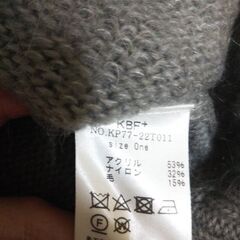 KBF+
NO.KP77-22T011
size One
アクリル 53%
ナイロン 32%
毛 15%